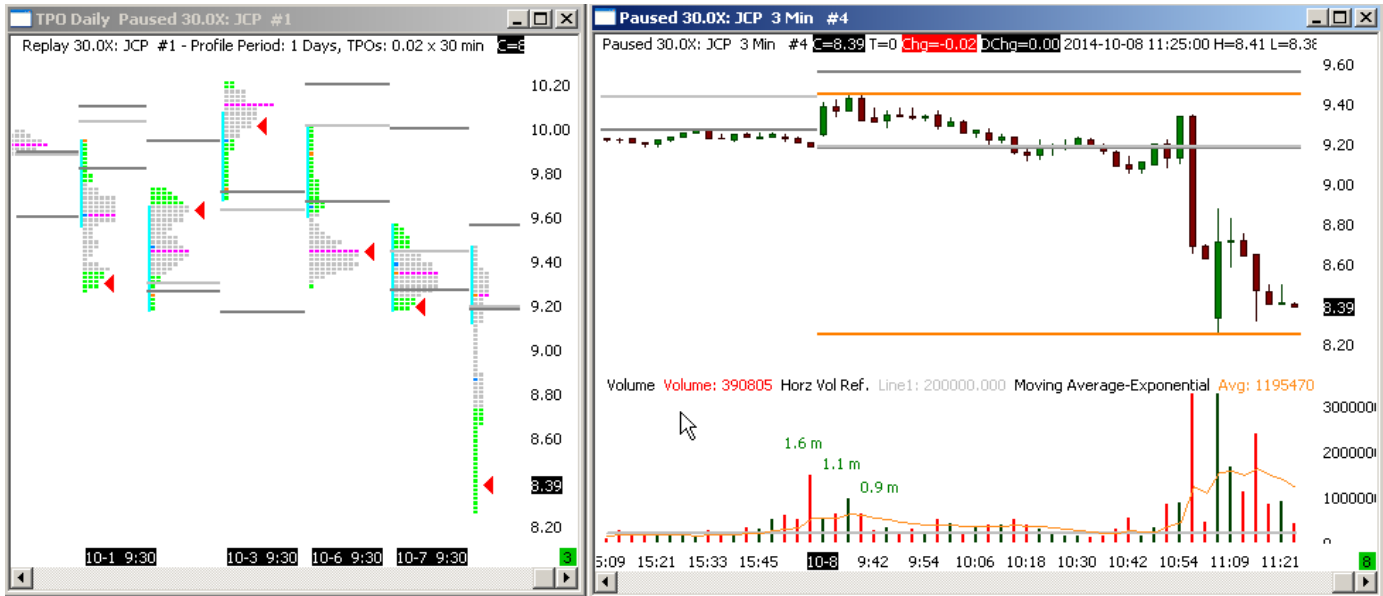 TPO Daily Paused 30.0X: JCP #1
Replay 30.0X: JCP #1 - Profile Period: 1 Days, TPOs: 0.02 x 30 min C=8
10.20
10.00
9.80
9.60
9.40
9.20
9.00
8.80
8.60
8.39
8.20
10-1 9:30 10-3 9:30 10-6 9:30 10-7 9:30 3
Paused 30.0X: JCP 3 Min #4
Paused 30.0X: JCP 3 Min #4 C=8.39 T=0 Chg=-0.02 DChg=0.00 2014-10-08 11:25:00 H=8.41 L=8.38
9.60
9.40
9.20
9.00
8.80
8.60
8.39
8.20
Volume Volume: 390805 Horz Vol Ref. Line1: 200000.000 Moving Average-Exponential Avg: 1195470
3000000
2000000
1000000
1.6 m
1.1 m
0.9 m
5:09 15:21 15:33 15:45 10-8 9:42 9:54 10:06 10:18 10:30 10:42 10:54 11:09 11:21 8